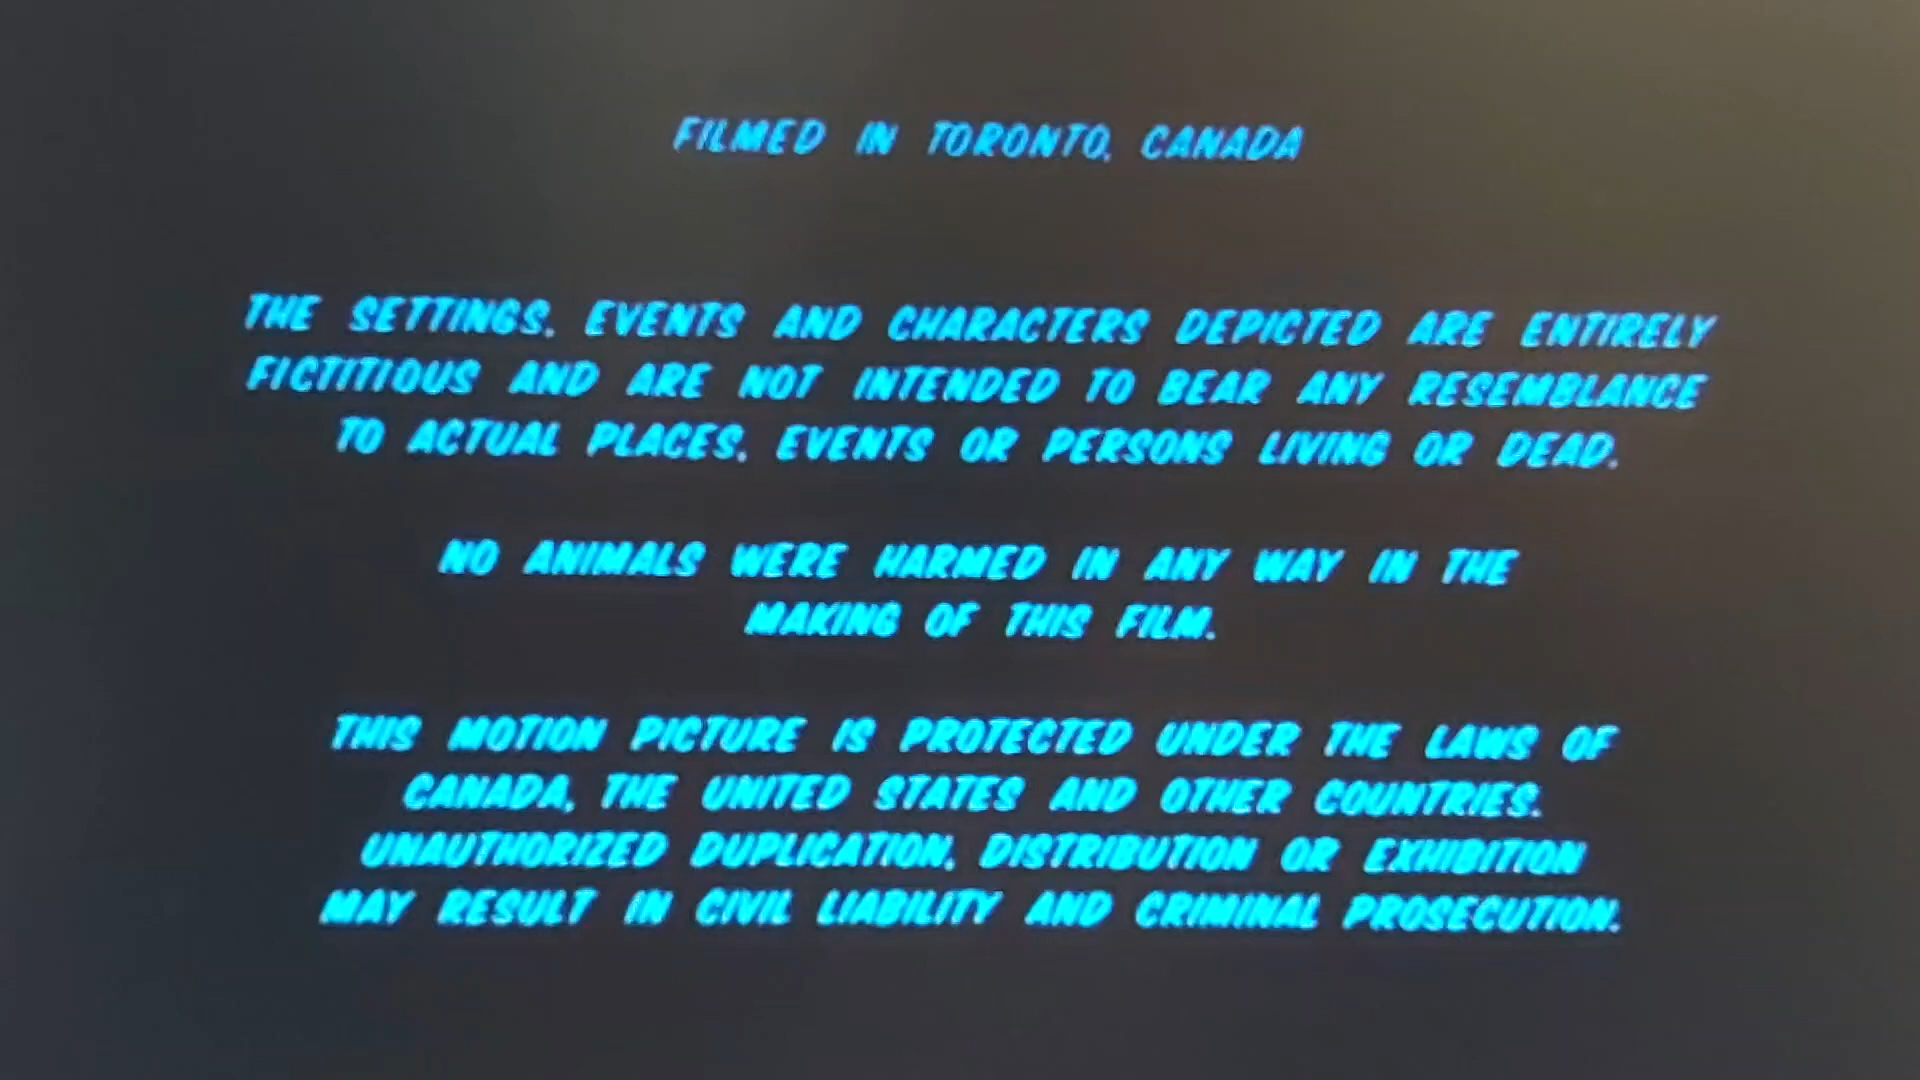 FILMED IN TORONTO, CANADA
THE SETTINGS, EVENTS AND CHARACTERS DEPICTED ARE ENTIRELY
FICTITIOUS AND ARE NOT INTENDED TO BEAR ANY RESEMBLANCE
TO ACTUAL PLACES, EVENTS OR PERSONS LIVING OR DEAD.
NO ANIMALS WERE HARMED IN ANY WAY IN THE
MAKING OF THIS FILM.
THIS MOTION PICTURE IS PROTECTED UNDER THE LAWS OF
CANADA, THE UNITED STATES AND OTHER COUNTRIES.
UNAUTHORIZED DUPLICATION, DISTRIBUTION OR EXHIBITION
MAY RESULT IN CIVIL LIABILITY AND CRIMINAL PROSECUTION.